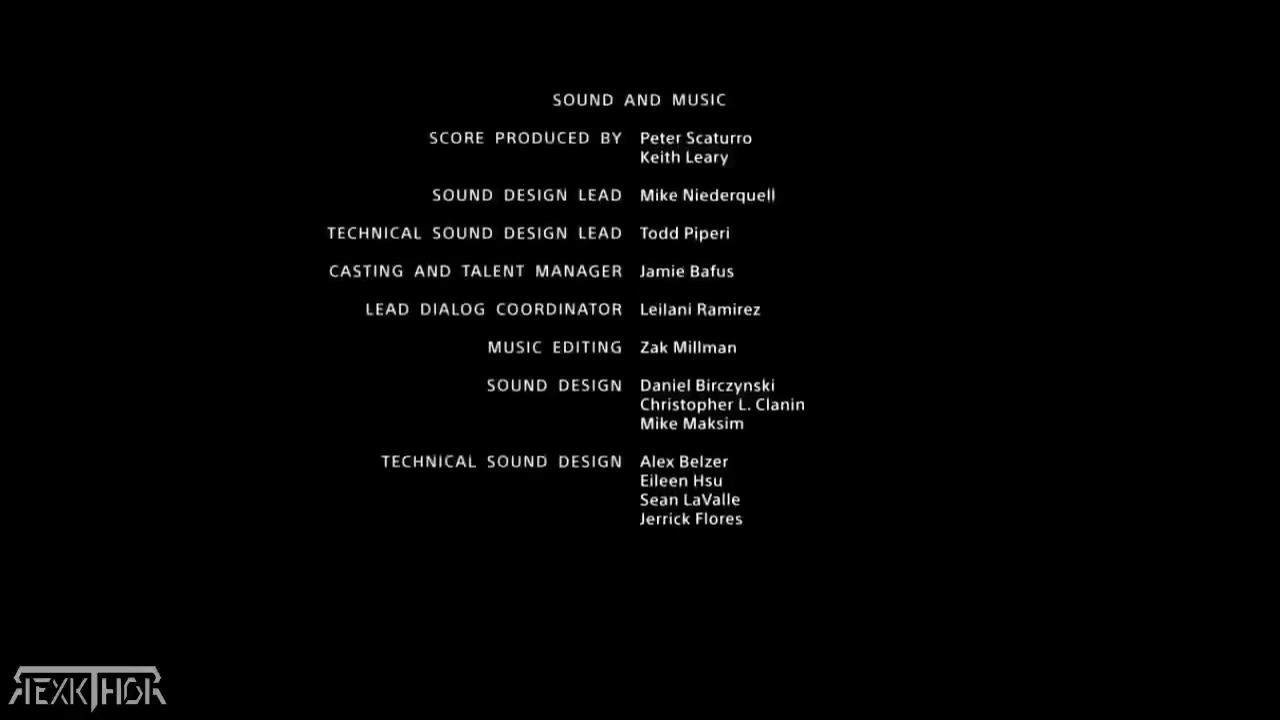 SOUND AND MUSIC
SCORE PRODUCED BY Peter Scaturro
Keith Leary
SOUND DESIGN LEAD Mike Niederquell
TECHNICAL SOUND DESIGN LEAD Todd Piperi
CASTING AND TALENT MANAGER Jamie Bafus
LEAD DIALOG COORDINATOR Leilani Ramirez
MUSIC EDITING Zak Millman
SOUND DESIGN Daniel Birczynski
Christopher L. Clanin
Mike Maksim
TECHNICAL SOUND DESIGN Alex Belzer
Eileen Hsu
Sean LaValle
Jerrick Flores